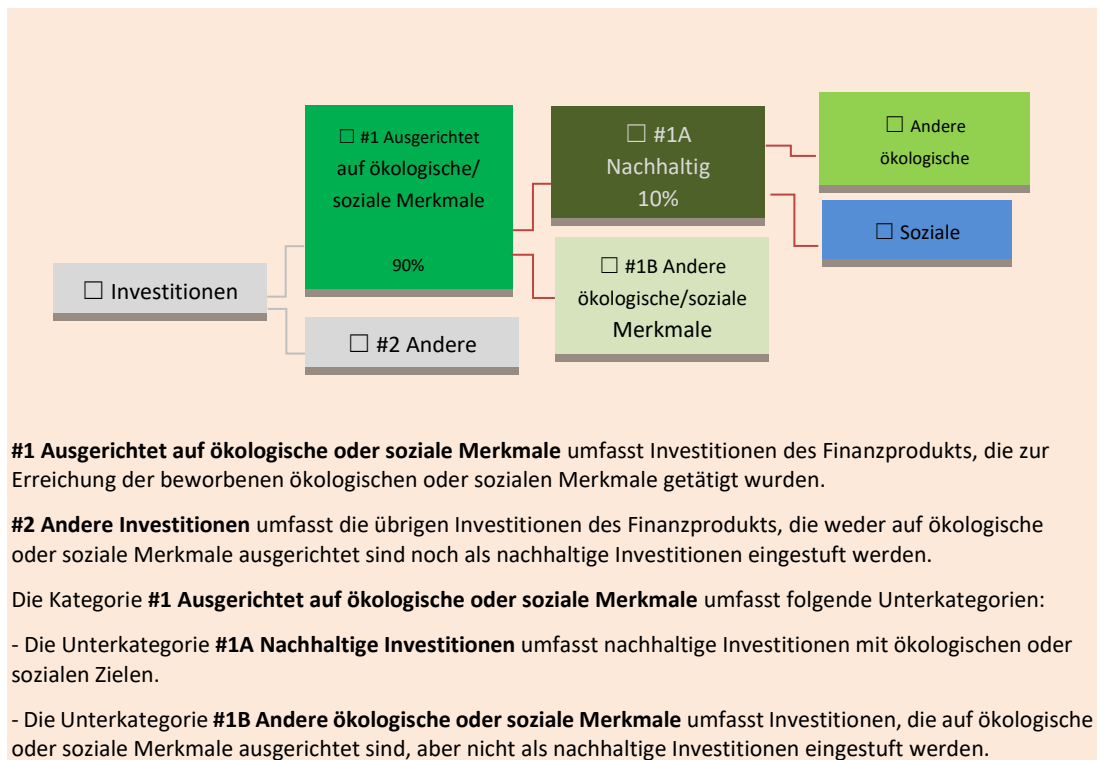 ☐ #1 Ausgerichtet
auf ökologische/
soziale Merkmale
90%
☐ #1A
Nachhaltig
10%
☐ Andere
ökologische
☐ Soziale
☐ #1B Andere
ökologische/soziale
Merkmale
☐ Investitionen
☐ #2 Andere
#1 Ausgerichtet auf ökologische oder soziale Merkmale umfasst Investitionen des Finanzprodukts, die zur
Erreichung der beworbenen ökologischen oder sozialen Merkmale getätigt wurden.
#2 Andere Investitionen umfasst die übrigen Investitionen des Finanzprodukts, die weder auf ökologische
oder soziale Merkmale ausgerichtet sind noch als nachhaltige Investitionen eingestuft werden.
Die Kategorie #1 Ausgerichtet auf ökologische oder soziale Merkmale umfasst folgende Unterkategorien:
- Die Unterkategorie #1A Nachhaltige Investitionen umfasst nachhaltige Investitionen mit ökologischen oder
sozialen Zielen.
- Die Unterkategorie #1B Andere ökologische oder soziale Merkmale umfasst Investitionen, die auf ökologische
oder soziale Merkmale ausgerichtet sind, aber nicht als nachhaltige Investitionen eingestuft werden.